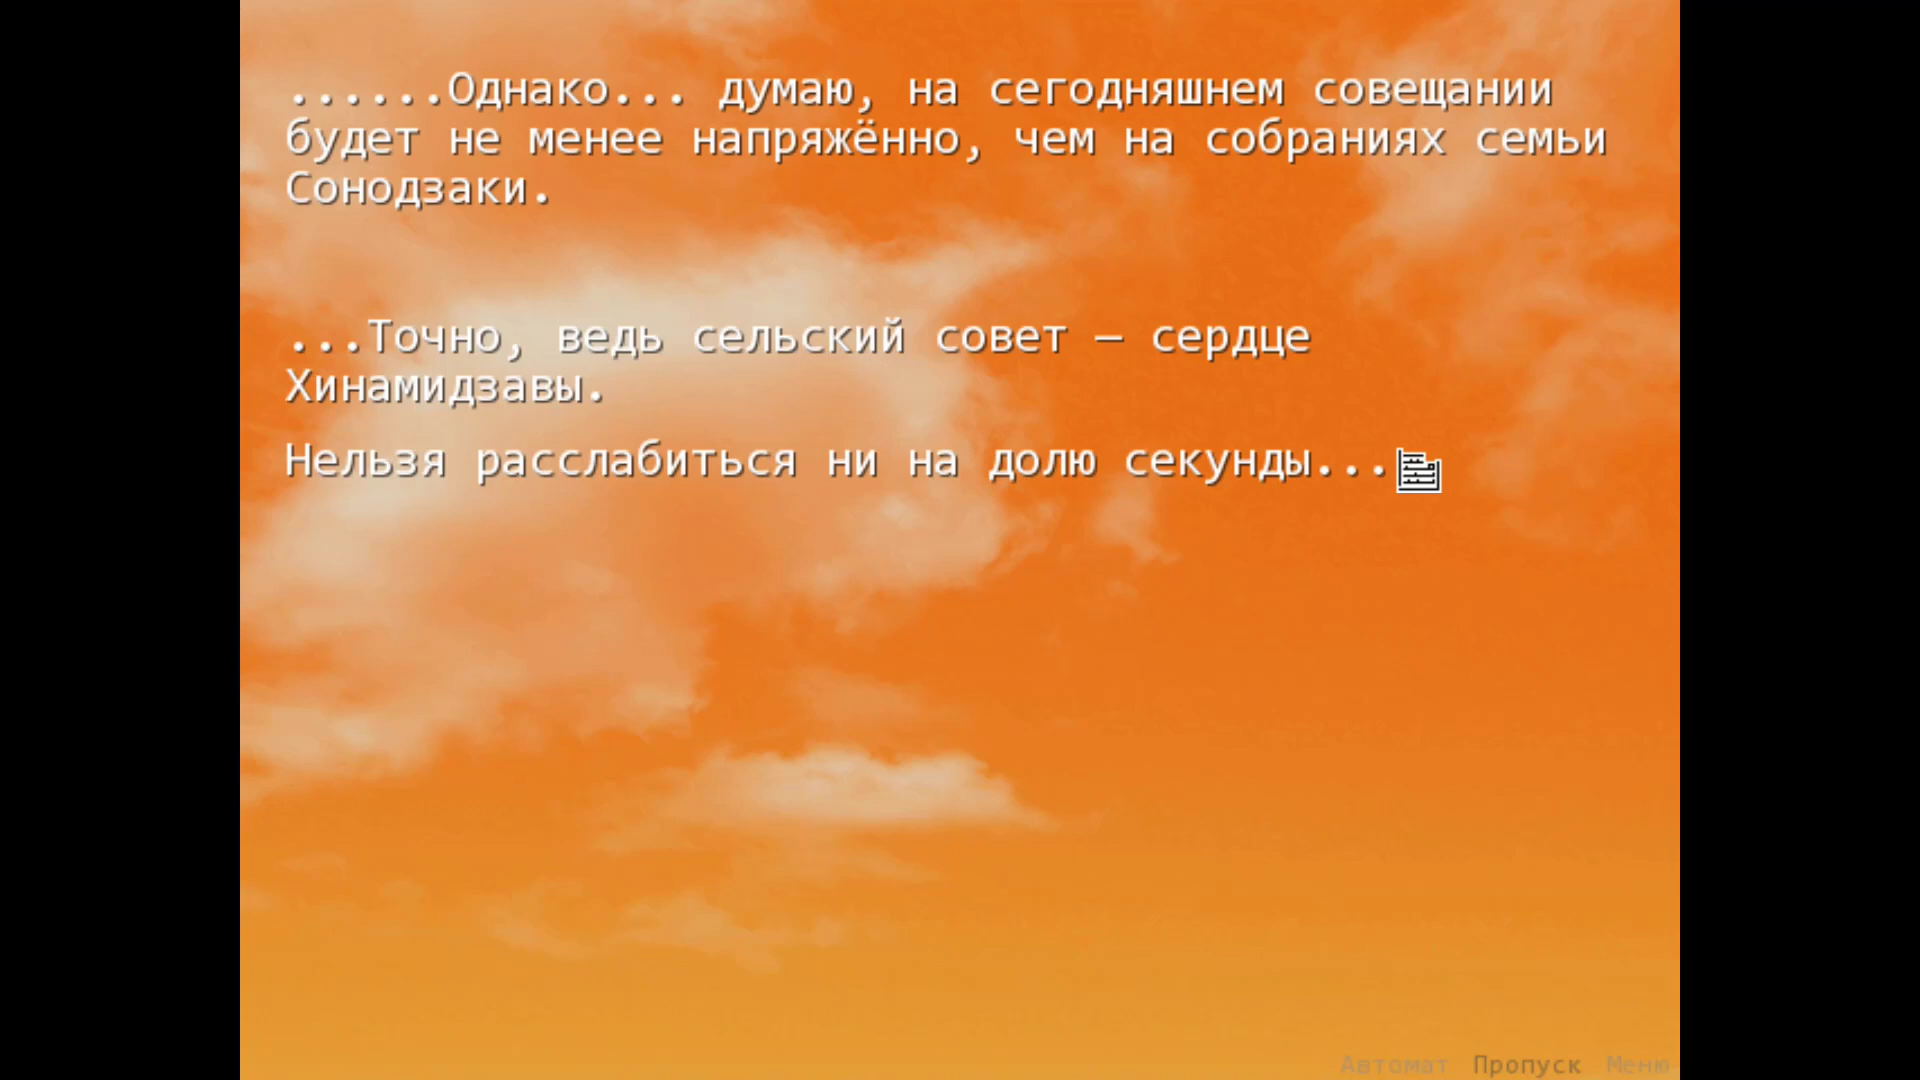 ......Однако... думаю, на сегодняшнем совещании
будет не менее напряжённо, чем на собраниях семьи
Сонодзаки.
...Точно, ведь сельский совет — сердце
Хинамидзавы.
Нельзя расслабиться ни на долю секунды...
Автомат Пропуск Меню